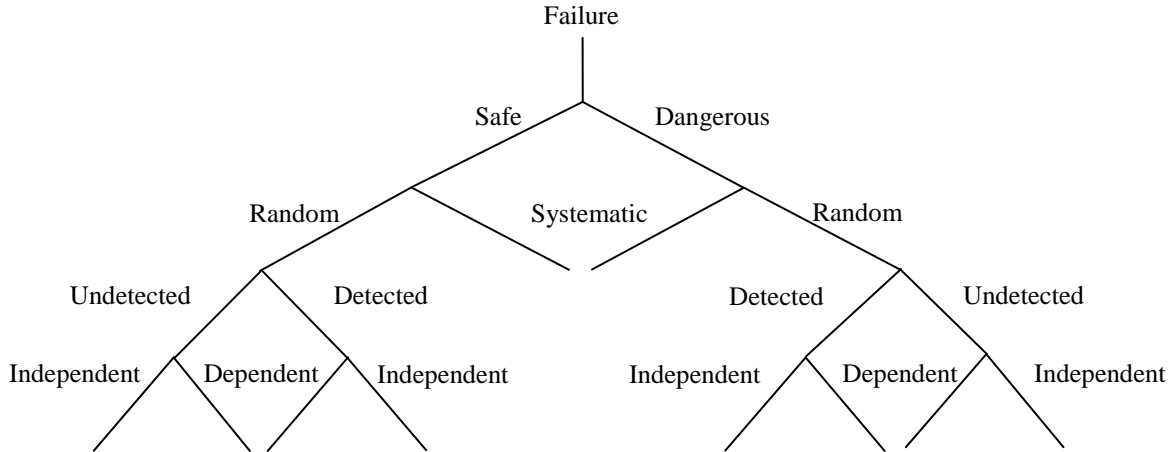 Failure
Safe Dangerous
Random Systematic Random
Undetected Detected Detected Undetected
Independent Dependent Independent Independent Dependent Independent